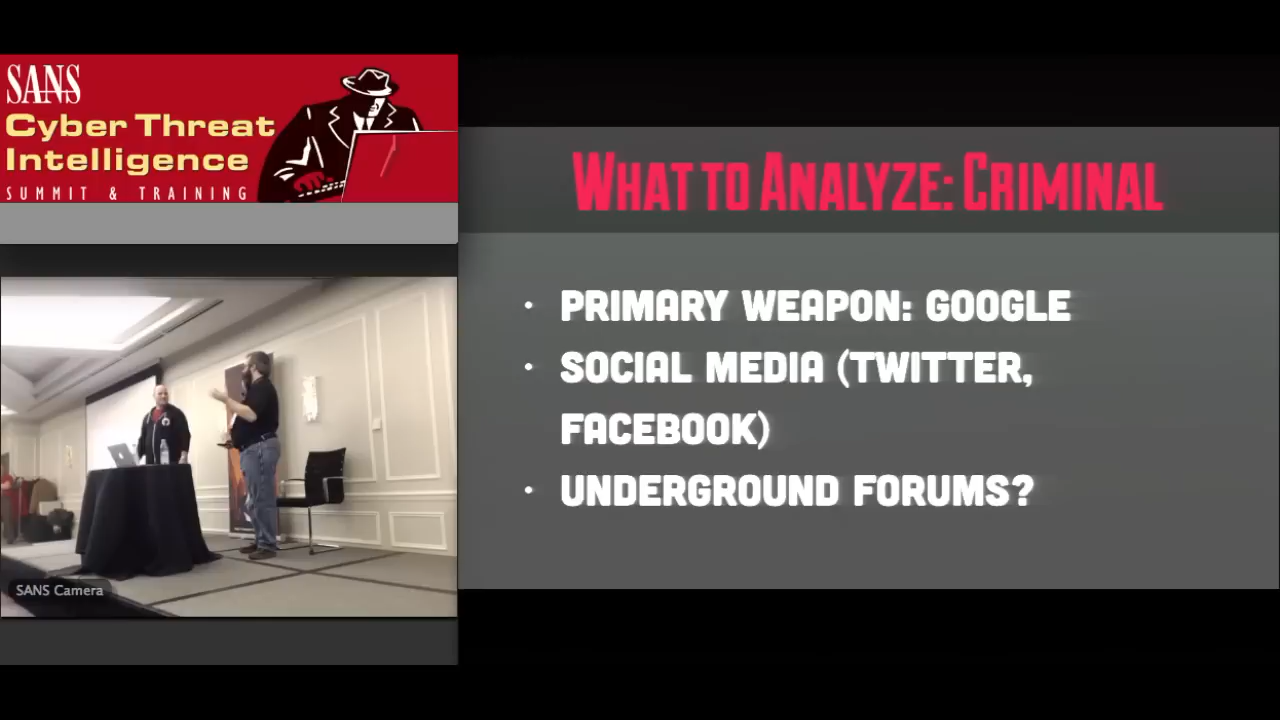 SANS
Cyber Threat
Intelligence
SUMMIT & TRAINING
WHAT TO ANALYZE: CRIMINAL
• PRIMARY WEAPON: GOOGLE
• SOCIAL MEDIA (TWITTER,
FACEBOOK)
• UNDERGROUND FORUMS?
SANS Camera